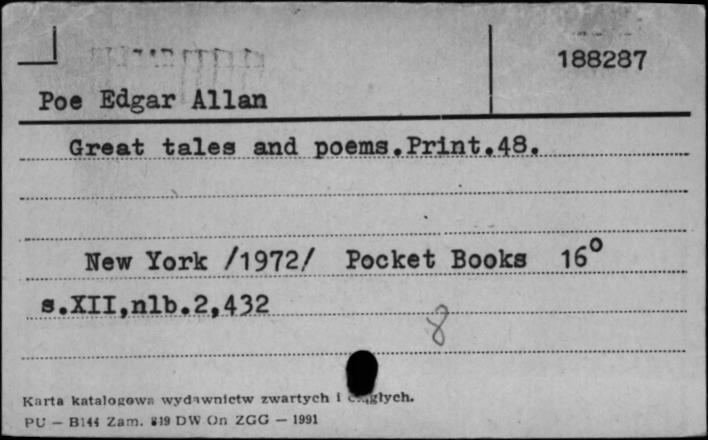 188287
Poe Edgar Allan
Great tales and poems.Print.48.
New York /1972/ Pocket Books 16°
s.XII,nlb.2,432
8
Karta katalogowa wydawnictw zwartych i ciągłych.
PU — B144 Zam. 819 DW On ZGG — 1991